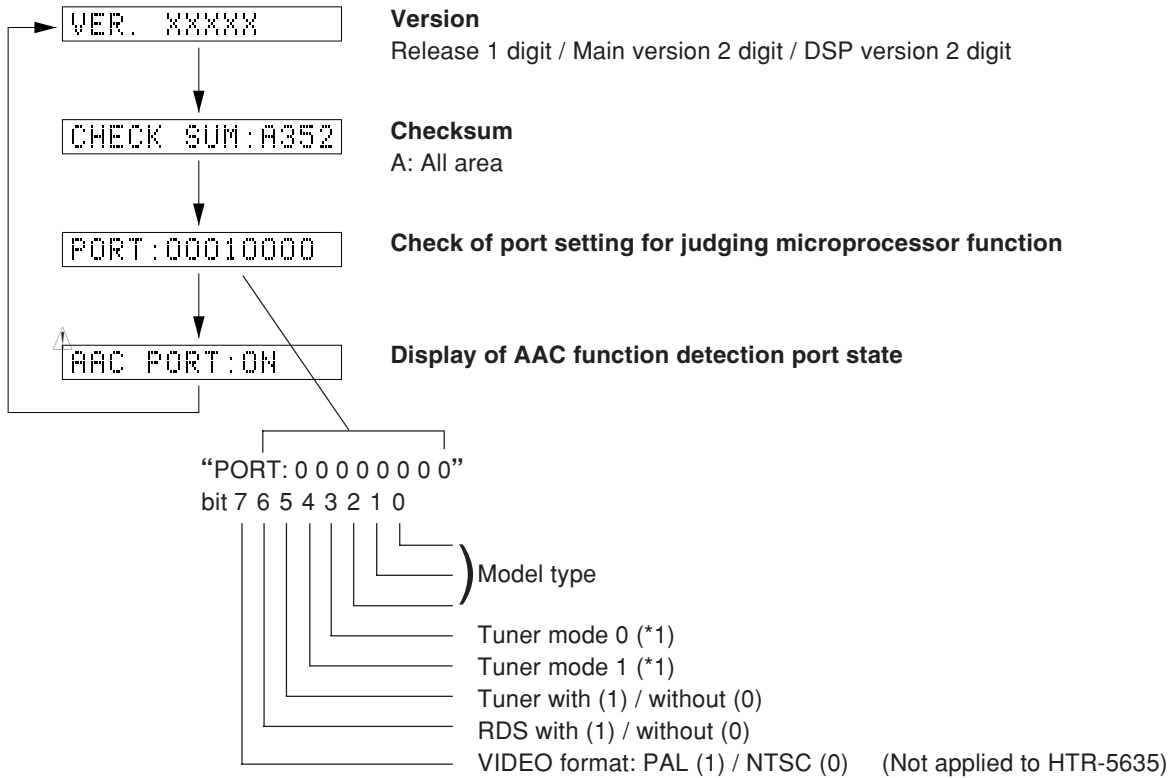 VER. XXXXX
Version
Release 1 digit / Main version 2 digit / DSP version 2 digit
CHECK SUM:A352
Checksum
A: All area
PORT:00010000
Check of port setting for judging microprocessor function
AAC PORT:ON
Display of AAC function detection port state
“PORT: 0 0 0 0 0 0 0 0”
bit 7 6 5 4 3 2 1 0
Model type
Tuner mode 0 (*1)
Tuner mode 1 (*1)
Tuner with (1) / without (0)
RDS with (1) / without (0)
VIDEO format: PAL (1) / NTSC (0) (Not applied to HTR-5635)